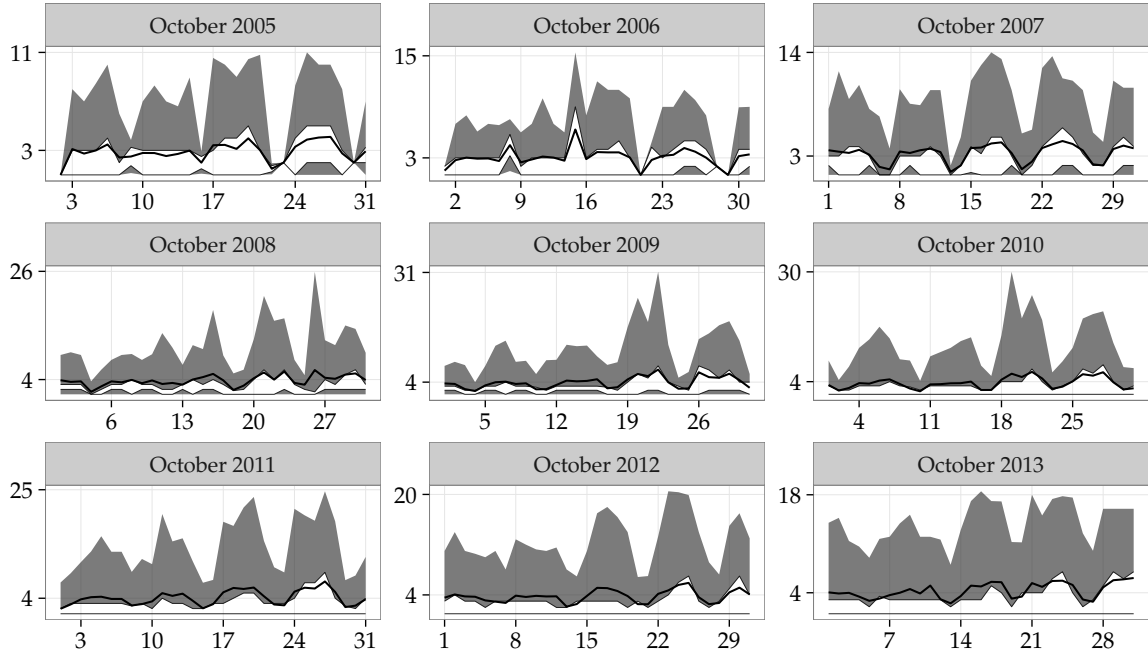 October 2005
October 2006
October 2007
11
3
15
3
14
3
3 10 17 24 31
2 9 16 23 30
1 8 15 22 29
October 2008
October 2009
October 2010
26
4
31
4
30
4
6 13 20 27
5 12 19 26
4 11 18 25
October 2011
October 2012
October 2013
25
4
20
4
18
4
3 10 17 24 31
1 8 15 22 29
7 14 21 28